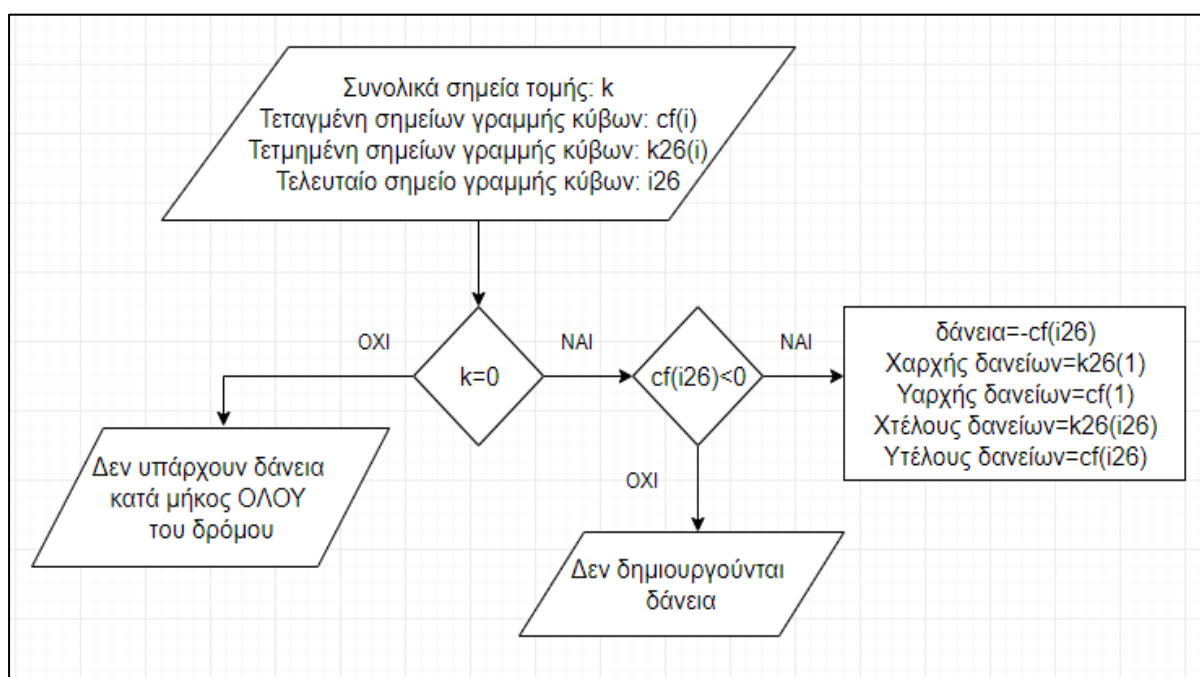 Συνολικά σημεία τομής: k
Τεταγμένη σημείων γραμμής κύβων: cf(i)
Τετμημένη σημείων γραμμής κύβων: k26(i)
Τελευταίο σημείο γραμμής κύβων: i26
ΟΧΙ
k=0
ΝΑΙ
cf(i26)<0
ΝΑΙ
δάνεια=-cf(i26)
Χαρχής δανείων=k26(1)
Υαρχής δανείων=cf(1)
Χτέλους δανείων=k26(i26)
Υτέλους δανείων=cf(i26)
Δεν υπάρχουν δάνεια
κατά μήκος ΟΛΟΥ
του δρόμου
ΟΧΙ
Δεν δημιουργούνται
δάνεια